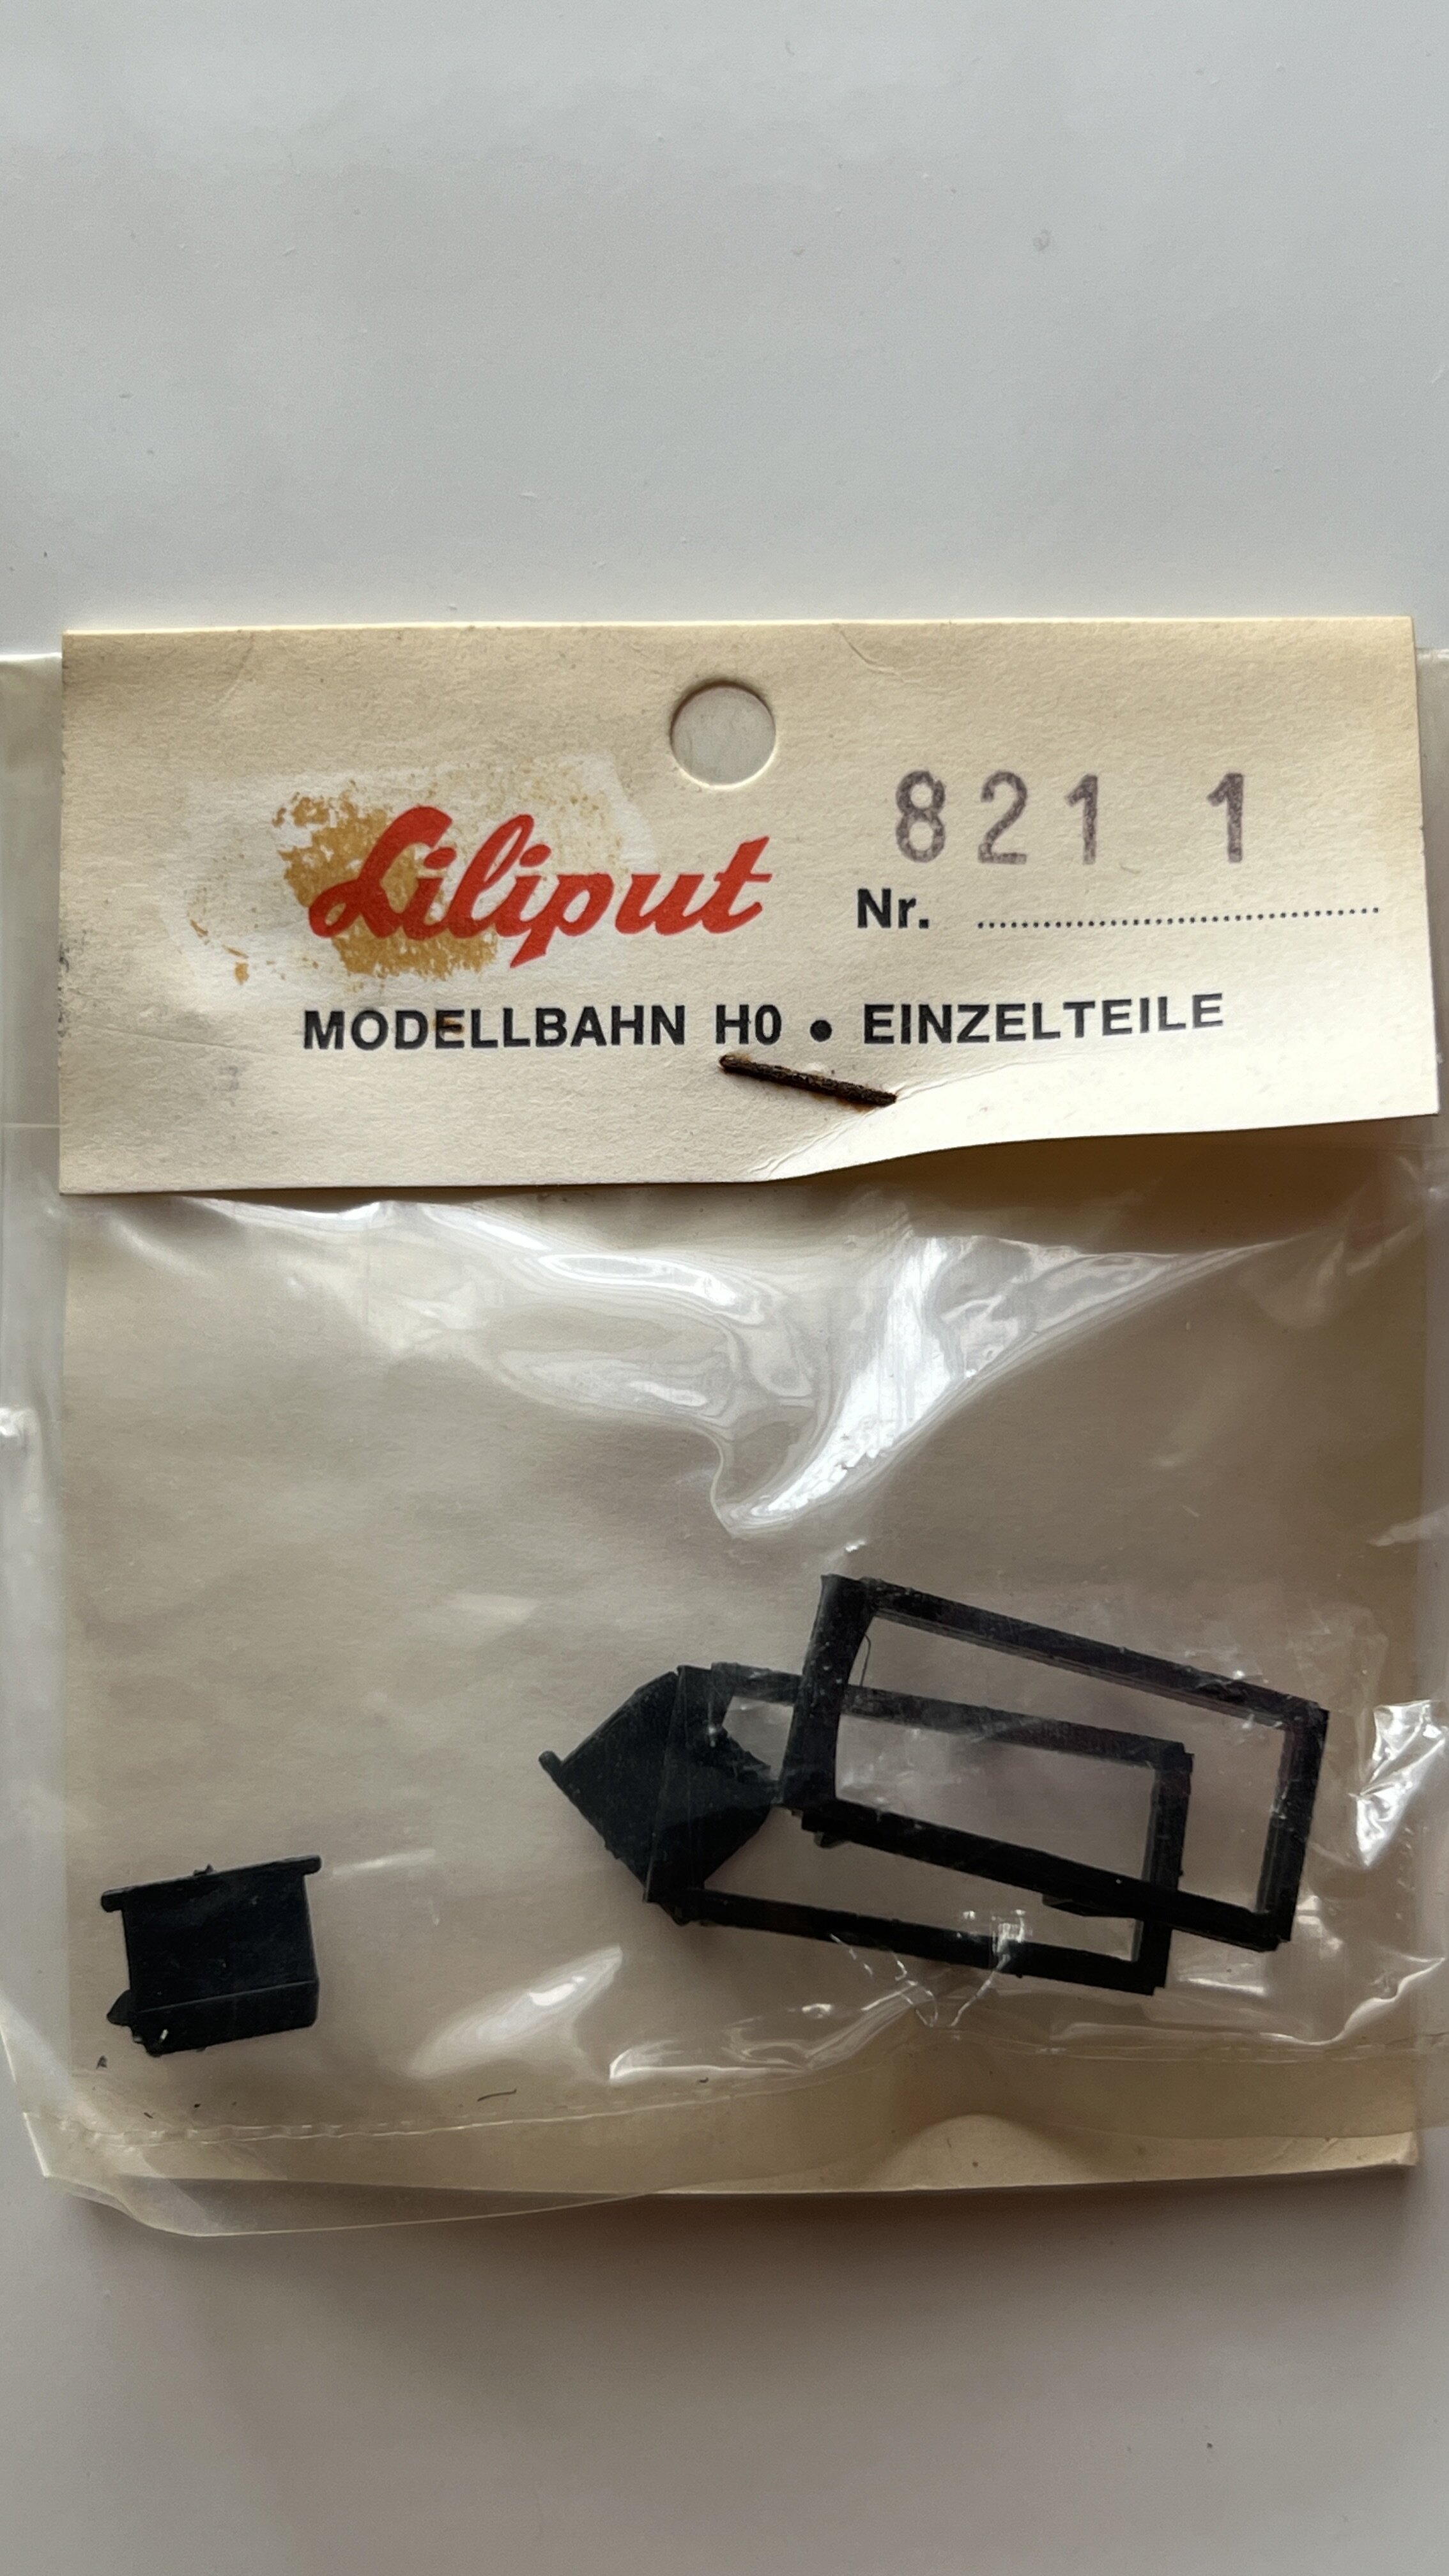 Liliput
821 1
Nr. ........................................
MODELLBAHN H0 • EINZELTEILE